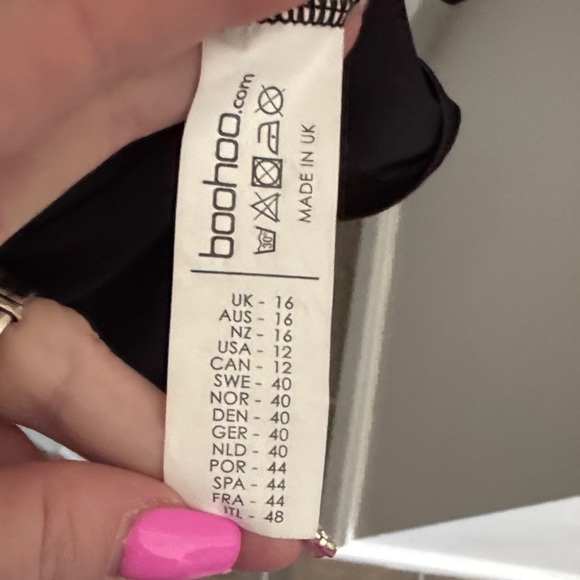 boohoo.com
30°
MADE IN UK
UK - 16
AUS - 16
NZ - 16
USA - 12
CAN - 12
SWE - 40
NOR - 40
DEN - 40
GER - 40
NLD - 40
POR - 44
SPA - 44
FRA - 44
ITL - 48